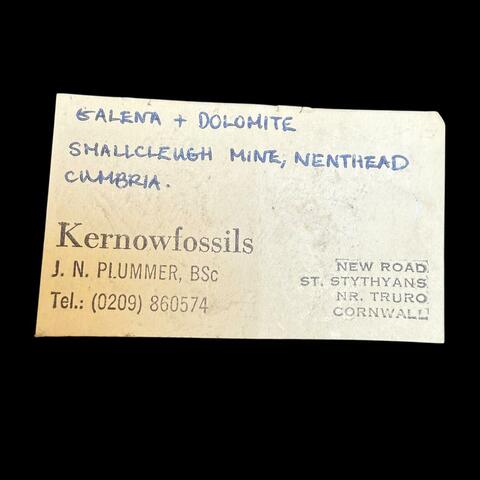 GALENA + DOLOMITE
SMALLCLEUGH MINE, NENTHEAD
CUMBRIA.
Kernowfossils
J. N. PLUMMER, BSc
Tel.: (0209) 860574
NEW ROAD
ST. STYTHYANS
NR. TRURO
CORNWALL